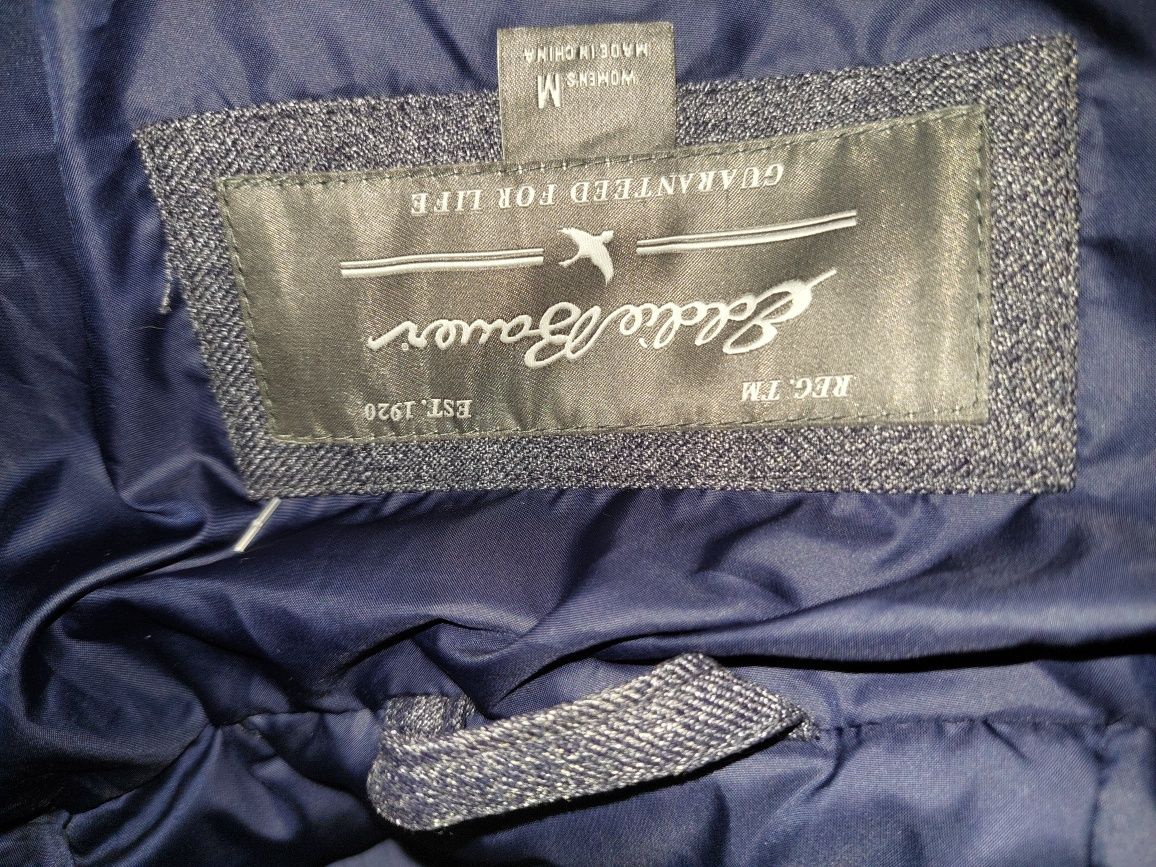 REG. TM EST. 1920
Eddie Bauer
GUARANTEED FOR LIFE
M
WOMEN'S
MADE IN CHINA